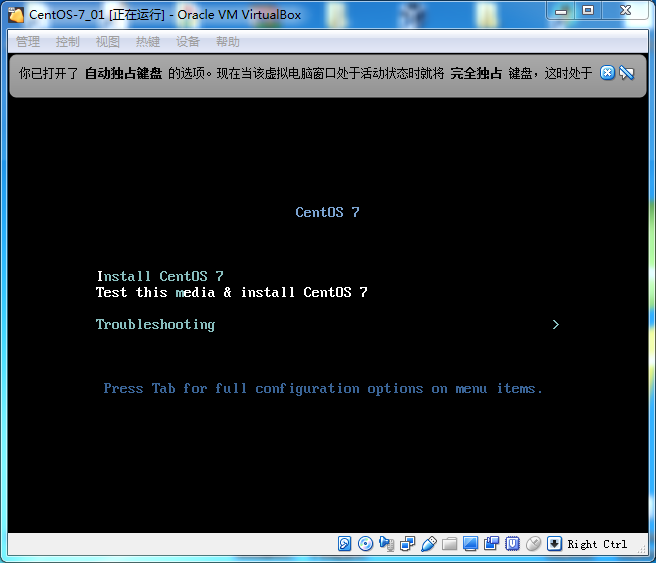 CentOS-7_01 [正在运行] - Oracle VM VirtualBox
管理 控制 视图 热键 设备 帮助
你已打开了 自动独占键盘 的选项。现在当该虚拟电脑窗口处于活动状态时就将 完全独占 键盘，这时处于
CentOS 7
Install CentOS 7
Test this media & install CentOS 7
Troubleshooting >
Press Tab for full configuration options on menu items.
Right Ctrl